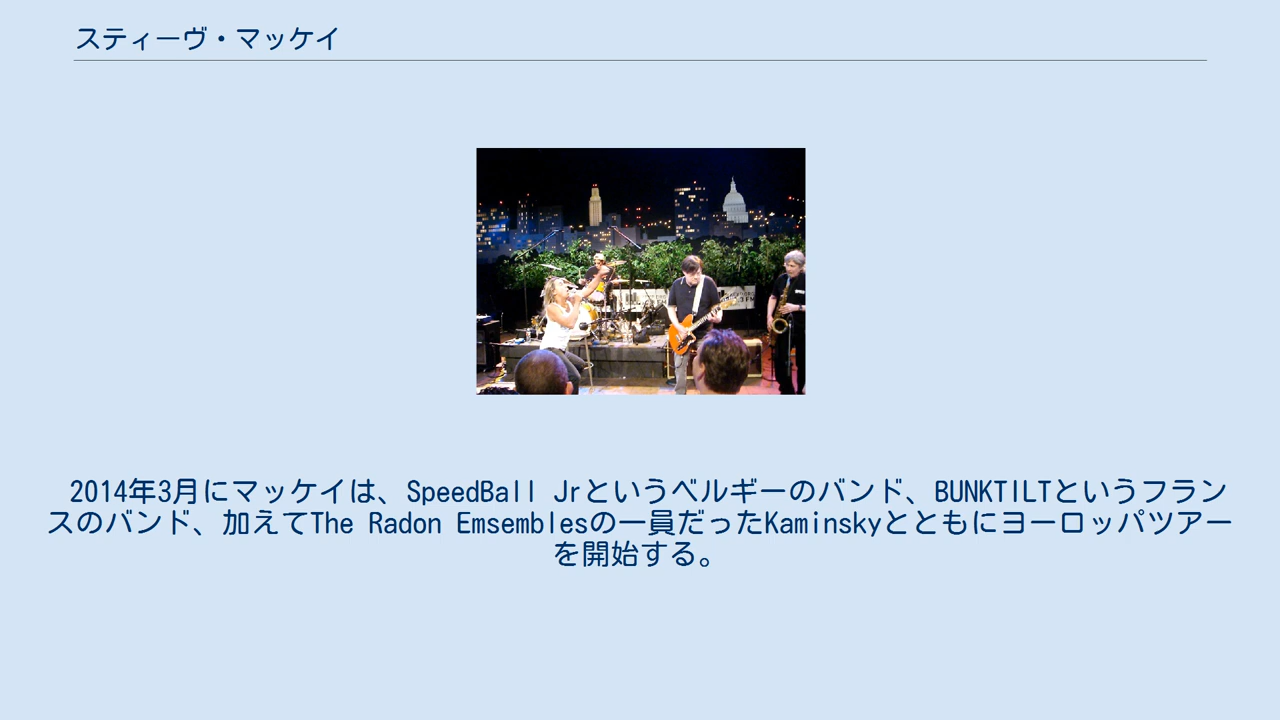 スティーヴ・マッケイ
2014年3月にマッケイは、SpeedBall Jrというベルギーのバンド、BUNKTILTというフラン
スのバンド、加えてThe Radon Emsemblesの一員だったKaminskyとともにヨーロッパツアー
を開始する。